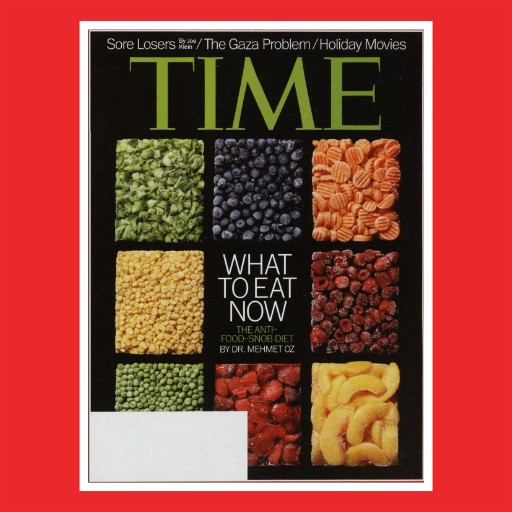 Sore Losers By Joe Klein / The Gaza Problem / Holiday Movies
TIME
WHAT
TO EAT
NOW
THE ANTI-
FOOD-SNOB DIET
BY DR. MEHMET OZ